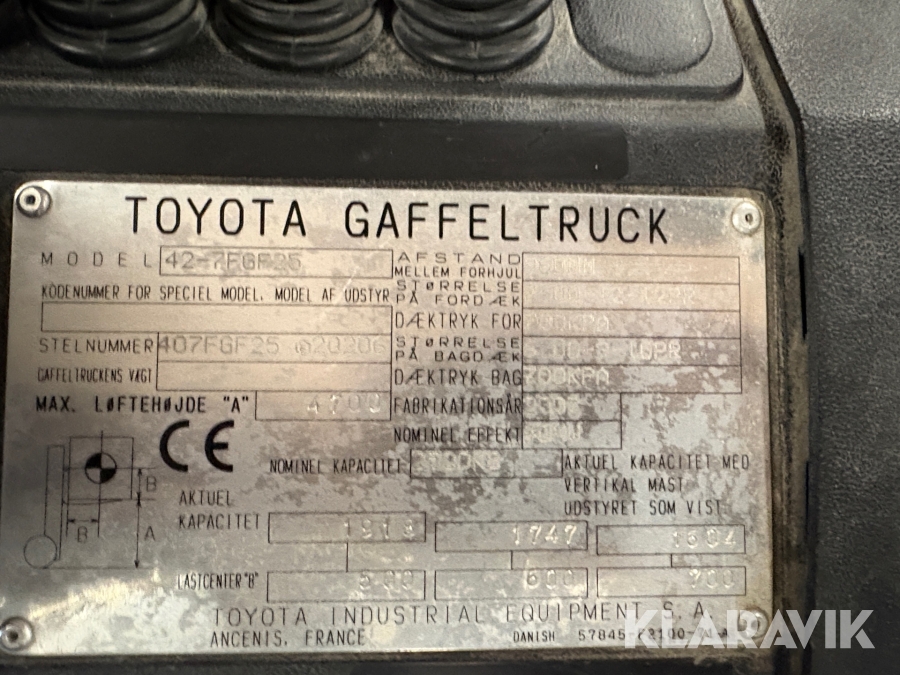 TOYOTA GAFFELTRUCK
MODEL 42-7FGF25
AFSTAND MELLEM FORHJUL
KODENUMMER FOR SPECIEL MODEL. MODEL AF UDSTYR
STØRRELSE PÅ FORDÆK
DÆKTRYK FOR
STELNUMMER 407FGF25
STØRRELSE PÅ BAGDÆK
GAFFELTRUCKENS VÆGT
DÆKTRYK BAG 700KPA
MAX. LØFTEHØJDE "A" 4700
FABRIKATIONSÅR
NOMINEL EFFEKT
CE
NOMINEL KAPACITET
AKTUEL KAPACITET MED
VERTIKAL MAST
UDSTYRET SOM VIST
B
B
A
AKTUEL
KAPACITET 1913 1747 1604
LASTCENTER "B" 500 600 700
TOYOTA INDUSTRIAL EQUIPMENT S.A.
ANCENIS, FRANCE DANISH
KLARAVIK